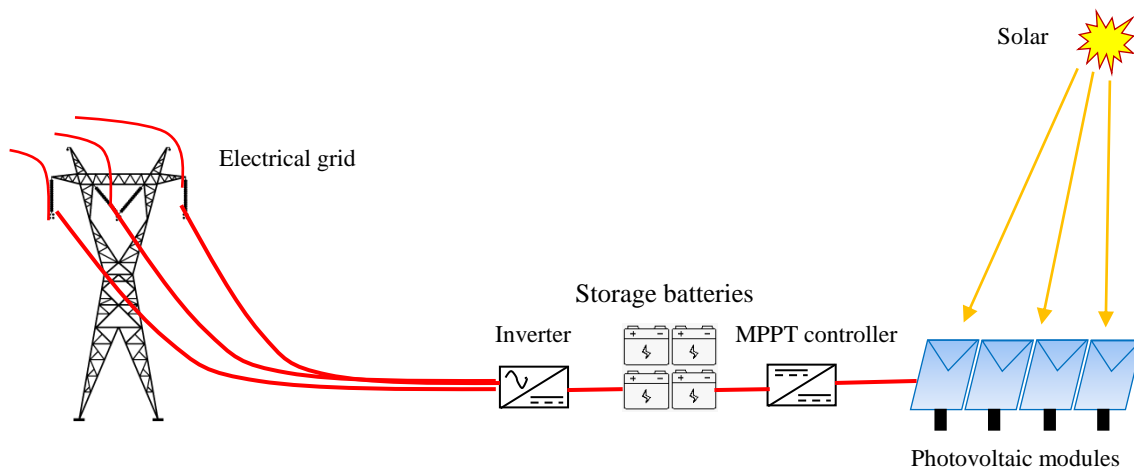 Solar
Electrical grid
Storage batteries
Inverter
MPPT controller
Photovoltaic modules